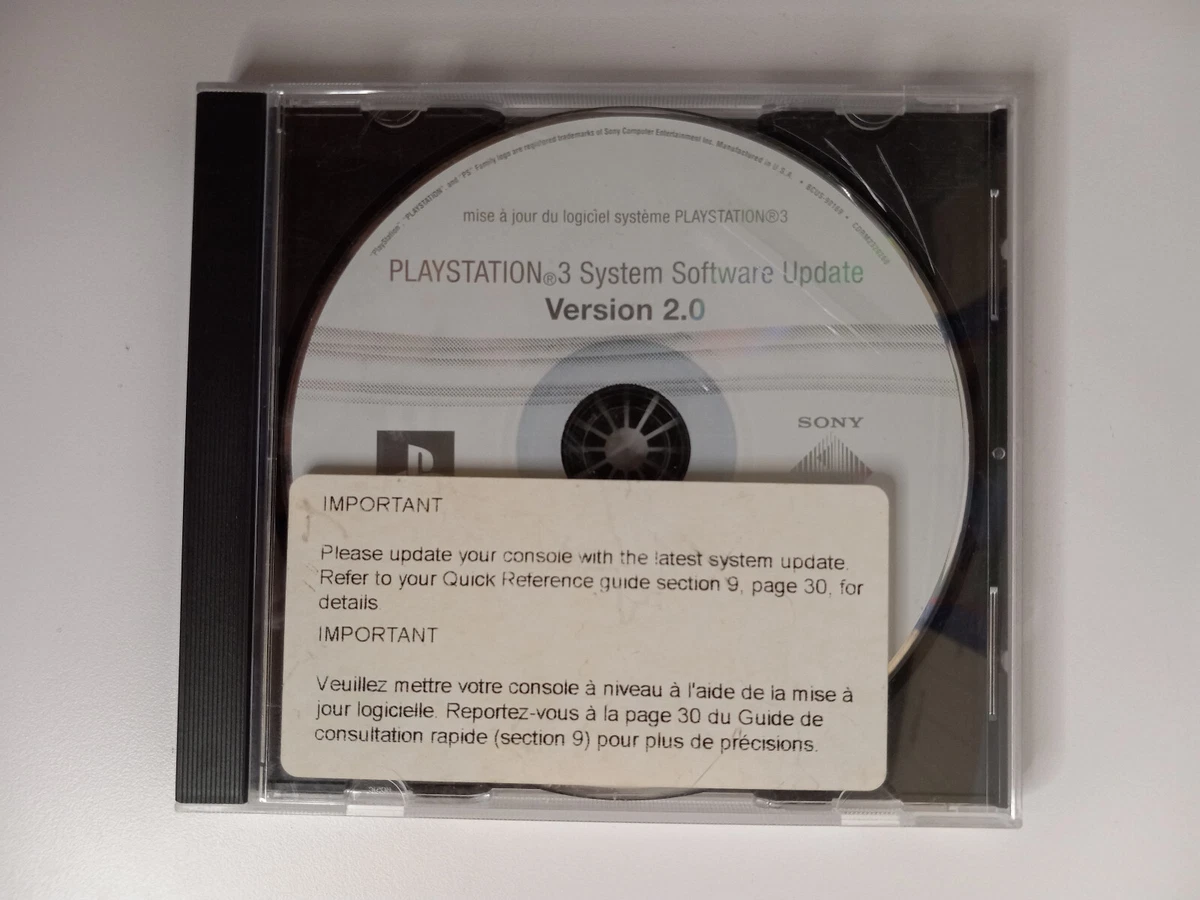 "PlayStation", "PLAYSTATION" and "PS" Family logo are registered trademarks of Sony Computer Entertainment Inc. Manufactured in U.S.A. • BCUS-98169 •
mise à jour du logiciel système PLAYSTATION®3
PLAYSTATION®3 System Software Update
Version 2.0
SONY
IMPORTANT
Please update your console with the latest system update.
Refer to your Quick Reference guide section 9, page 30, for
details
IMPORTANT
Veuillez mettre votre console à niveau à l'aide de la mise à
jour logicielle. Reportez-vous à la page 30 du Guide de
consultation rapide (section 9) pour plus de précisions.